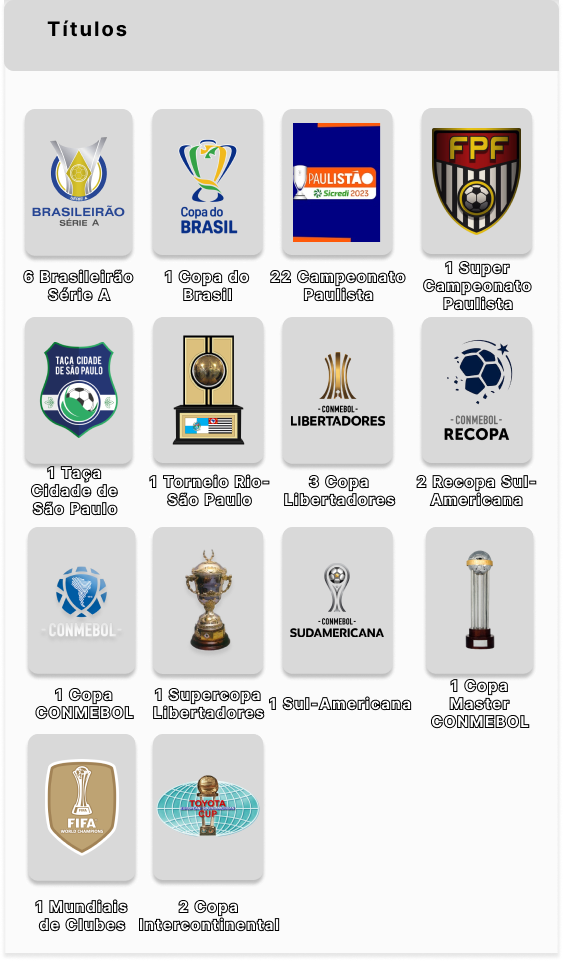 Títulos
BRASILEIRÃO
SÉRIE A
6 Brasileirão
Série A
Copa do
BRASIL
1 Copa do
Brasil
PAULISTÃO
Sicredi 2023
22 Campeonato
Paulista
FPF
1 Super
Campeonato
Paulista
TAÇA CIDADE
DE SÃO PAULO
1 Taça
Cidade de
São Paulo
1 Torneio Rio-
São Paulo
-CONMEBOL-
LIBERTADORES
3 Copa
Libertadores
-CONMEBOL-
RECOPA
2 Recopa Sul-
Americana
-CONMEBOL-
1 Copa
CONMEBOL
1 Supercopa
Libertadores
-CONMEBOL-
SUDAMERICANA
1 Sul-Americana
1 Copa
Master
CONMEBOL
FIFA
WORLD CHAMPIONS
1 Mundiais
de Clubes
TOYOTA
CUP
2 Copa
Intercontinental